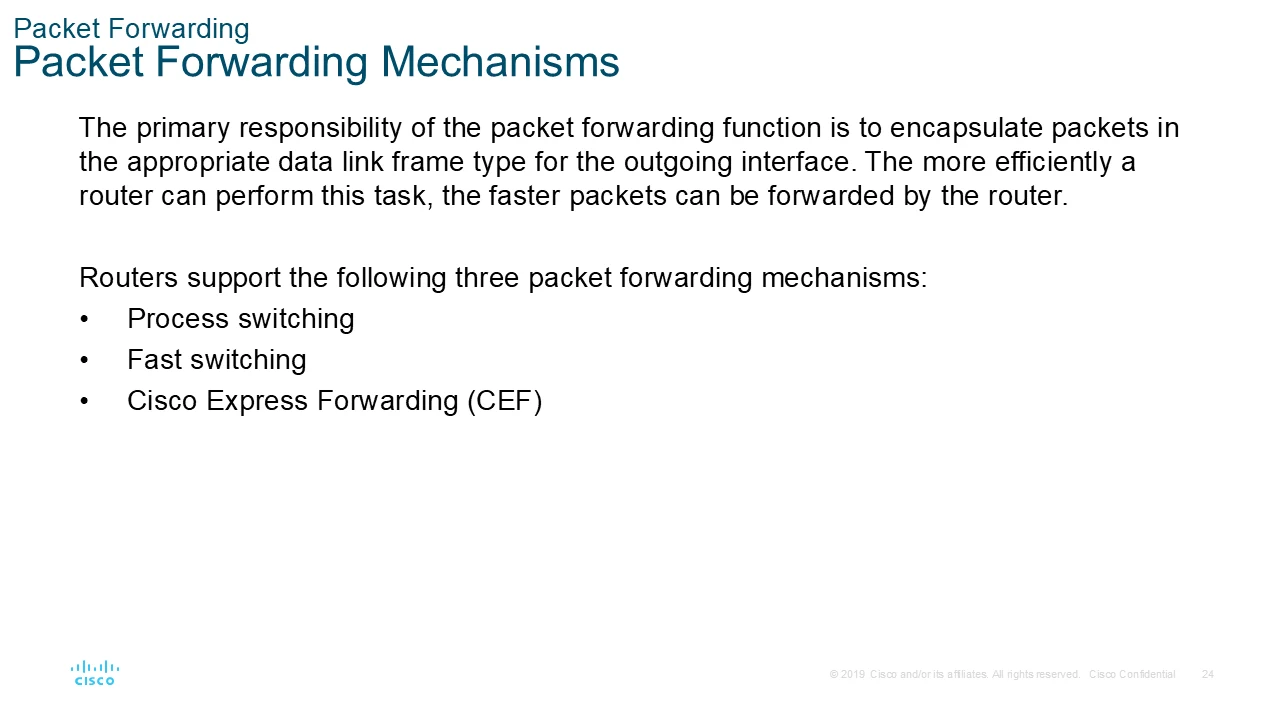 Packet Forwarding
Packet Forwarding Mechanisms
The primary responsibility of the packet forwarding function is to encapsulate packets in
the appropriate data link frame type for the outgoing interface. The more efficiently a
router can perform this task, the faster packets can be forwarded by the router.
Routers support the following three packet forwarding mechanisms:
• Process switching
• Fast switching
• Cisco Express Forwarding (CEF)
CISCO
© 2019 Cisco and/or its affiliates. All rights reserved. Cisco Confidential 24